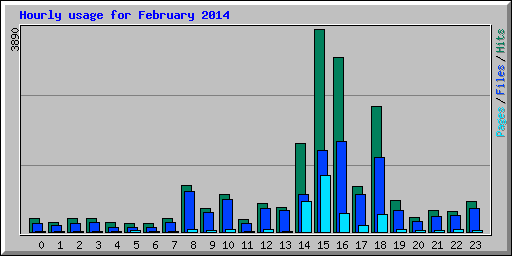 Hourly usage for February 2014
3890
Pages / Files / Hits
0 1 2 3 4 5 6 7 8 9 10 11 12 13 14 15 16 17 18 19 20 21 22 23